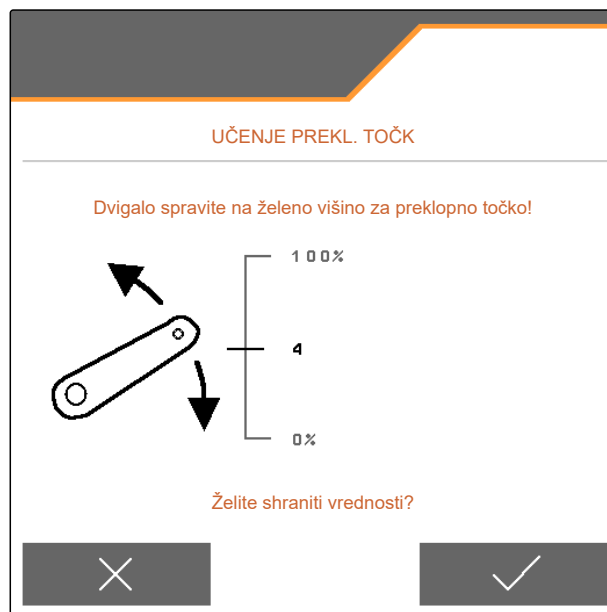 UČENJE PREKL. TOČK
Dvigalo spravite na želeno višino za preklopno točko!
100%
4
0%
Želite shraniti vrednosti?